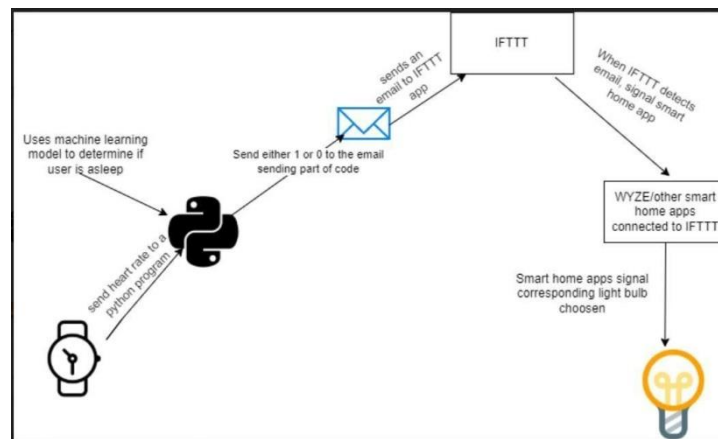 IFTTT
sends an
email to IFTTT
app
When IFTTT detects
email, signal smart
home app
Uses machine learning
model to determine if
user is asleep
Send either 1 or 0 to the email
sending part of code
send heart rate to a
python program
WYZE/other smart
home apps
connected to IFTTT
Smart home apps signal
corresponding light bulb
choosen